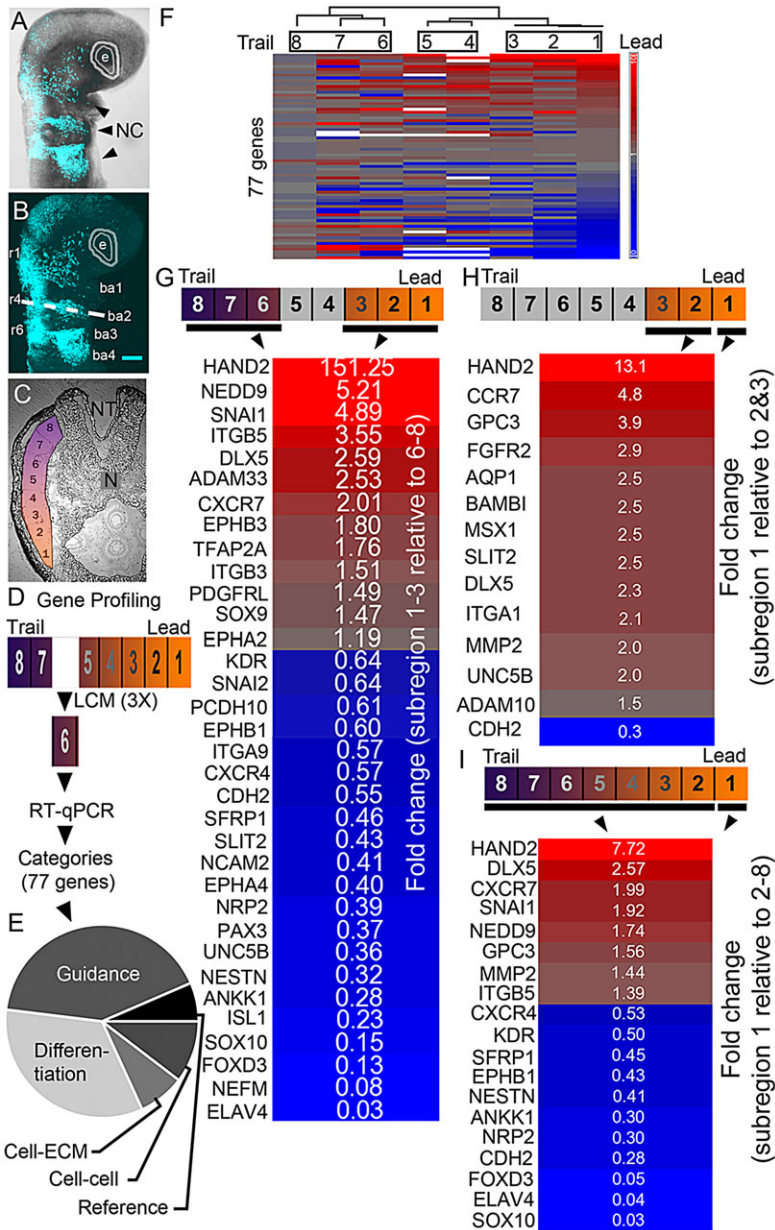 A
e
NC
B
r1
e
ba1
r4
ba2
r6
ba3
ba4
C
NT
8
7
N
6
5
4
3
2
1
D
Gene Profiling
Trail Lead
8 7 5 4 3 2 1
LCM (3X)
6
RT-qPCR
Categories
(77 genes)
E
Guidance
Differen-
tiation
Cell-ECM
Cell-cell
Reference
F
Trail 8 7 6 5 4 3 2 1 Lead
77 genes
10
1
10
G
Trail Lead
8 7 6 5 4 3 2 1
HAND2 151.25
NEDD9 5.21
SNAI1 4.89
ITGB5 3.55
DLX5 2.59
ADAM33 2.53
CXCR7 2.01
EPHB3 1.80
TFAP2A 1.76
ITGB3 1.51
PDGFRL 1.49
SOX9 1.47
EPHA2 1.19
KDR 0.64
SNAI2 0.64
PCDH10 0.61
EPHB1 0.60
ITGA9 0.57
CXCR4 0.57
CDH2 0.55
SFRP1 0.46
SLIT2 0.43
NCAM2 0.41
EPHA4 0.40
NRP2 0.39
PAX3 0.37
UNC5B 0.36
NESTN 0.32
ANKK1 0.28
ISL1 0.23
SOX10 0.15
FOXD3 0.13
NEFM 0.08
ELAV4 0.03
Fold change (subregion 1-3 relative to 6-8)
H
Trail Lead
8 7 6 5 4 3 2 1
HAND2 13.1
CCR7 4.8
GPC3 3.9
FGFR2 2.9
AQP1 2.5
BAMBI 2.5
MSX1 2.5
SLIT2 2.5
DLX5 2.3
ITGA1 2.1
MMP2 2.0
UNC5B 2.0
ADAM10 1.5
CDH2 0.3
Fold change
(subregion 1 relative to 2&3)
I
Trail Lead
8 7 6 5 4 3 2 1
HAND2 7.72
DLX5 2.57
CXCR7 1.99
SNAI1 1.92
NEDD9 1.74
GPC3 1.56
MMP2 1.44
ITGB5 1.39
CXCR4 0.53
KDR 0.50
SFRP1 0.45
EPHB1 0.43
NESTN 0.41
ANKK1 0.30
NRP2 0.30
CDH2 0.28
FOXD3 0.05
ELAV4 0.04
SOX10 0.03
Fold change
(subregion 1 relative to 2-8)